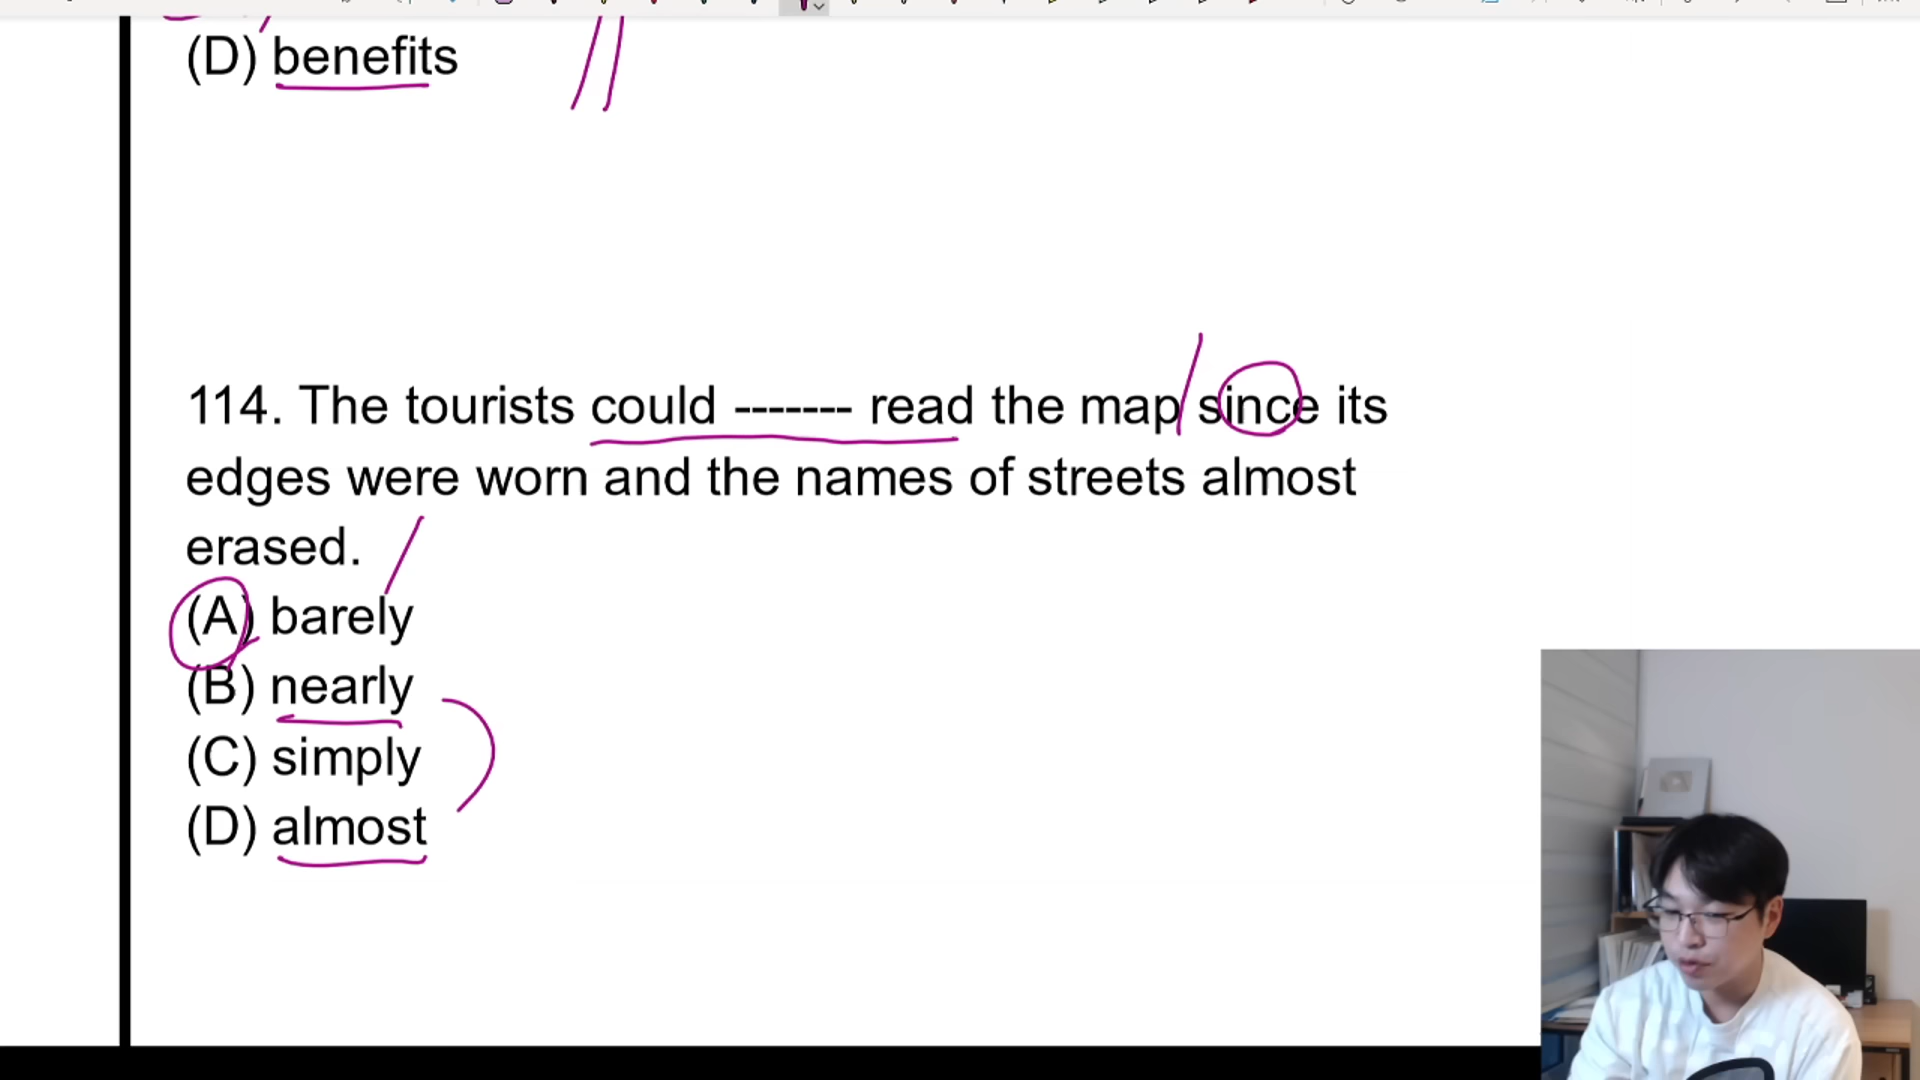 (D) benefits
114. The tourists could ------- read the map since its
edges were worn and the names of streets almost
erased.
(A) barely
(B) nearly
(C) simply
(D) almost